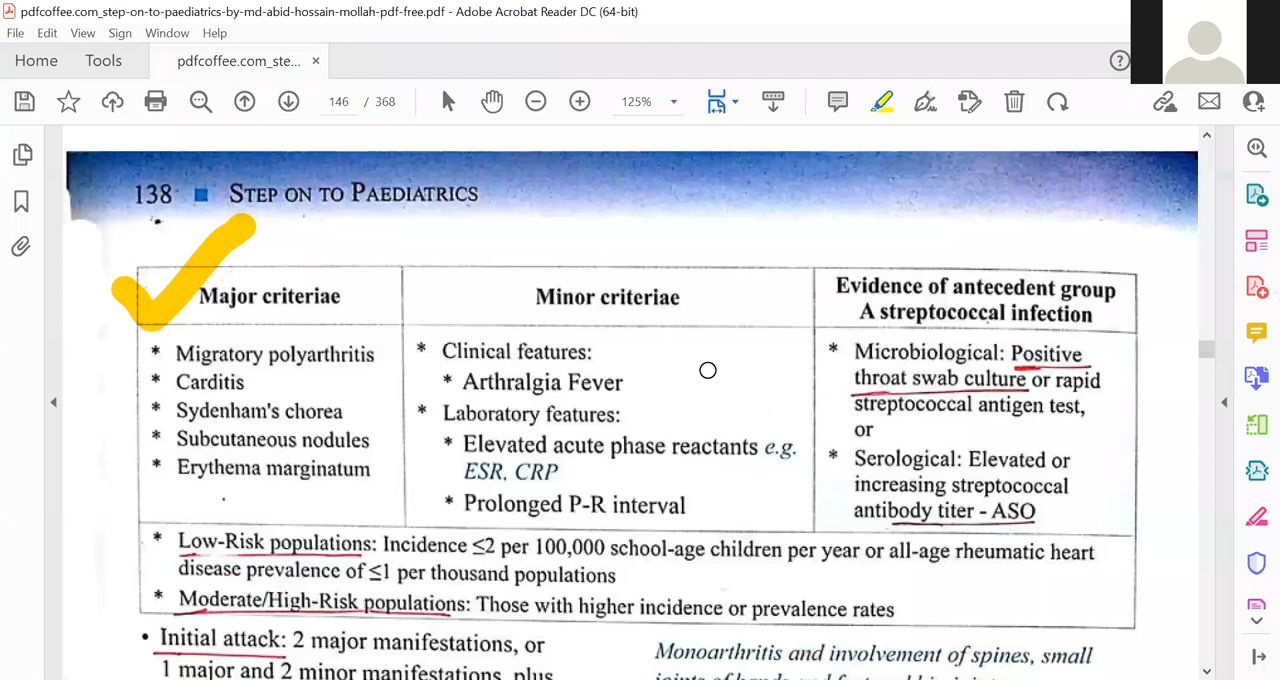 pdfcoffee.com_step-on-to-paediatrics-by-md-abid-hossain-mollah-pdf-free.pdf - Adobe Acrobat Reader DC (64-bit)
File Edit View Sign Window Help
Home Tools pdfcoffee.com_ste... ×
146 / 368 125%
138 ■ STEP ON TO PAEDIATRICS
Major criteriae
Minor criteriae
Evidence of antecedent group
A streptococcal infection
* Migratory polyarthritis
* Carditis
* Sydenham's chorea
* Subcutaneous nodules
* Erythema marginatum
* Clinical features:
* Arthralgia Fever
* Laboratory features:
* Elevated acute phase reactants e.g.
ESR, CRP
* Prolonged P-R interval
* Microbiological: Positive
throat swab culture or rapid
streptococcal antigen test,
or
* Serological: Elevated or
increasing streptococcal
antibody titer - ASO
* Low-Risk populations: Incidence ≤2 per 100,000 school-age children per year or all-age rheumatic heart
disease prevalence of ≤1 per thousand populations
* Moderate/High-Risk populations: Those with higher incidence or prevalence rates
• Initial attack: 2 major manifestations, or
1 major and 2 minor manifestations, plus
Monoarthritis and involvement of spines, small